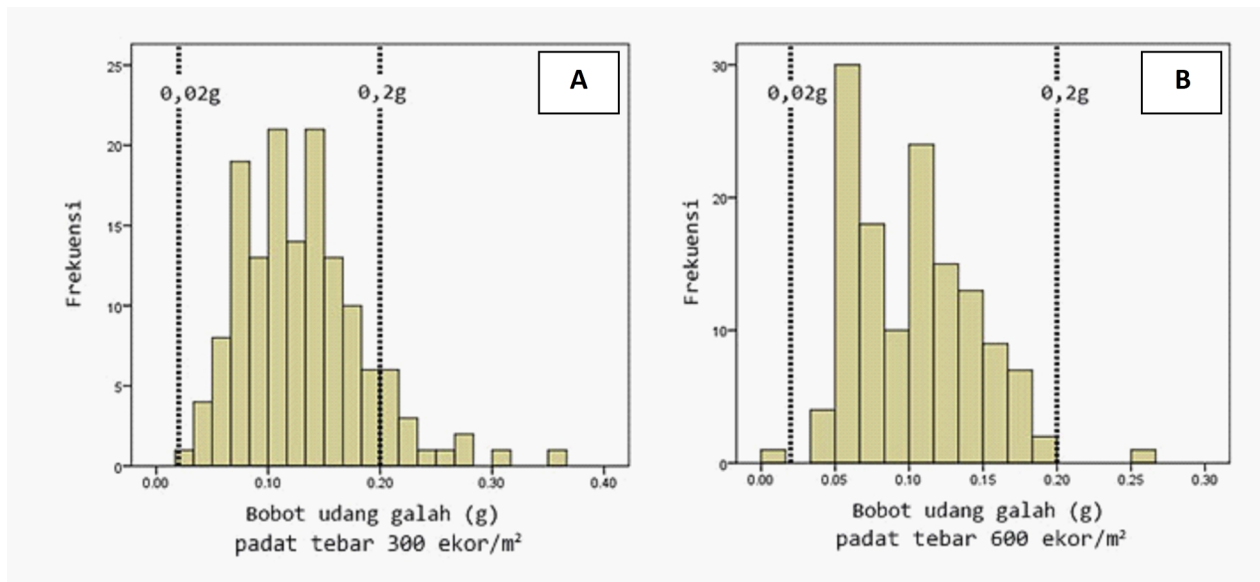 A
0,02g
0,2g
25
20
15
10
5
0
Frekuensi
0.00
0.10
0.20
0.30
0.40
Bobot udang galah (g)
padat tebar 300 ekor/m²
B
0,02g
0,2g
30
20
10
0
Frekuensi
0.00
0.05
0.10
0.15
0.20
0.25
0.30
Bobot udang galah (g)
padat tebar 600 ekor/m²